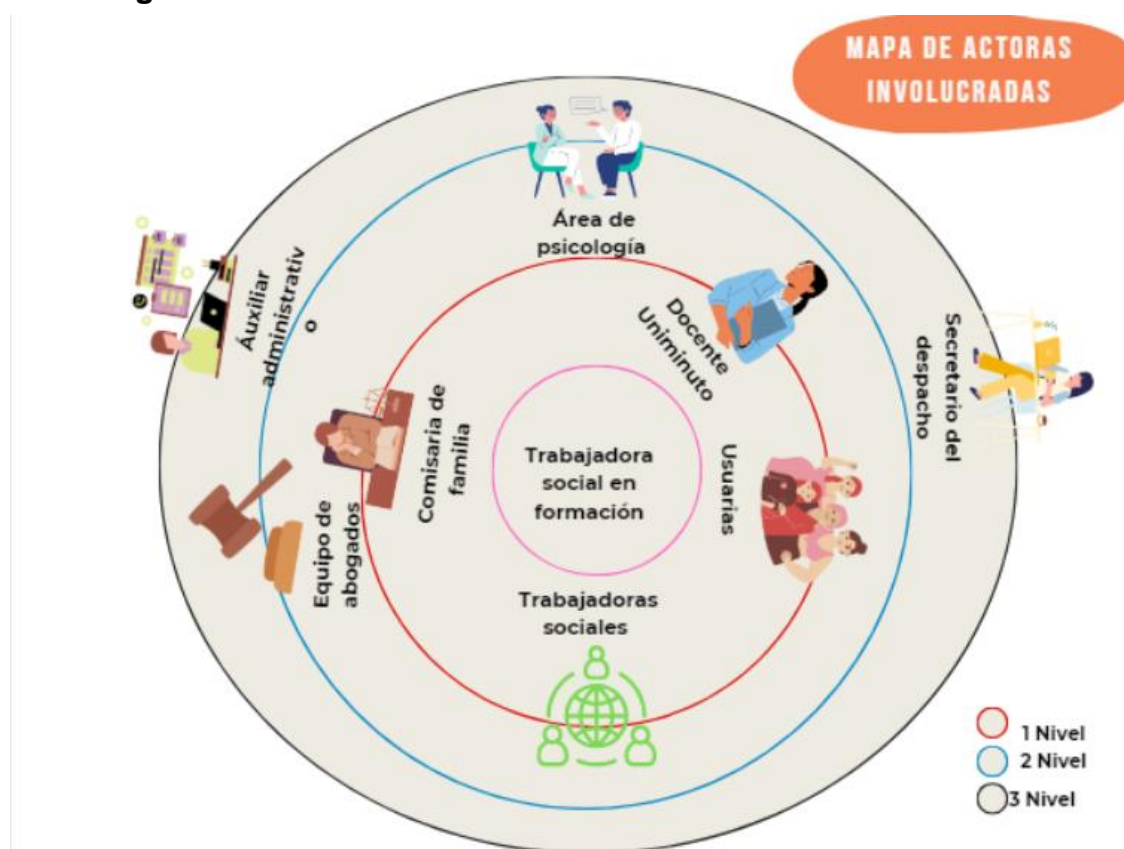 MAPA DE ACTORAS
INVOLUCRADAS
Área de
psicología
Docente
Uniminuto
Áuxiliar
administrativ
o
Secretario del
despacho
Comisaria de
familia
Trabajadora
social en
formación
Usuarias
Equipo de
abogados
Trabajadoras
sociales
1 Nivel
2 Nivel
3 Nivel